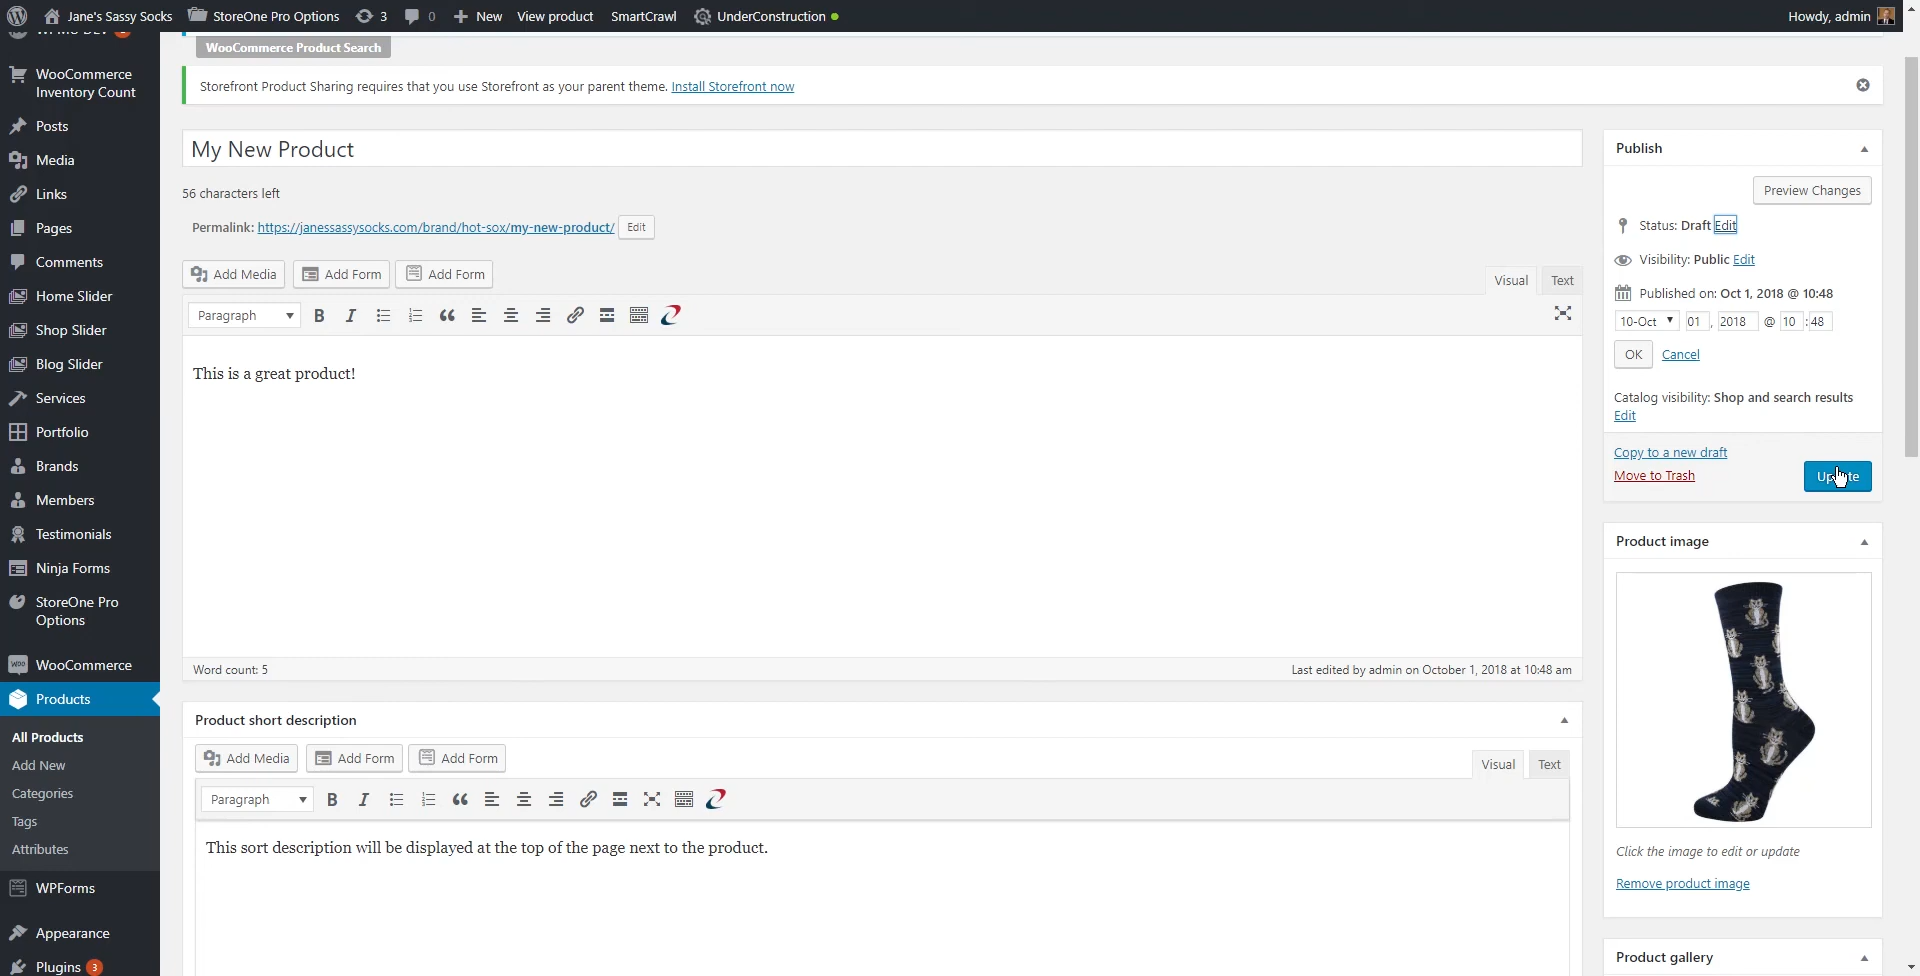 Jane's Sassy Socks StoreOne Pro Options 3 0 New View product SmartCrawl UnderConstruction Howdy, admin
WooCommerce Inventory Count
Posts
Media
Links
Pages
Comments
Home Slider
Shop Slider
Blog Slider
Services
Portfolio
Brands
Members
Testimonials
Ninja Forms
StoreOne Pro
Options
WOO WooCommerce
Products
All Products
Add New
Categories
Tags
Attributes
WPForms
Appearance
Plugins 3
WooCommerce Product Search
Storefront Product Sharing requires that you use Storefront as your parent theme. Install Storefront now
My New Product
56 characters left
Permalink: https://janessassysocks.com/brand/hot-sox/my-new-product/ Edit
Add Media Add Form Add Form
Visual Text
Paragraph B I
This is a great product!
Word count: 5 Last edited by admin on October 1, 2018 at 10:48 am
Product short description
Add Media Add Form Add Form
Visual Text
Paragraph B I
This sort description will be displayed at the top of the page next to the product.
Publish
Preview Changes
Status: Draft Edit
Visibility: Public Edit
Published on: Oct 1, 2018 @ 10:48
10-Oct 01 , 2018 @ 10 : 48
OK Cancel
Catalog visibility: Shop and search results
Edit
Copy to a new draft
Move to Trash
Product image
Click the image to edit or update
Remove product image
Product gallery